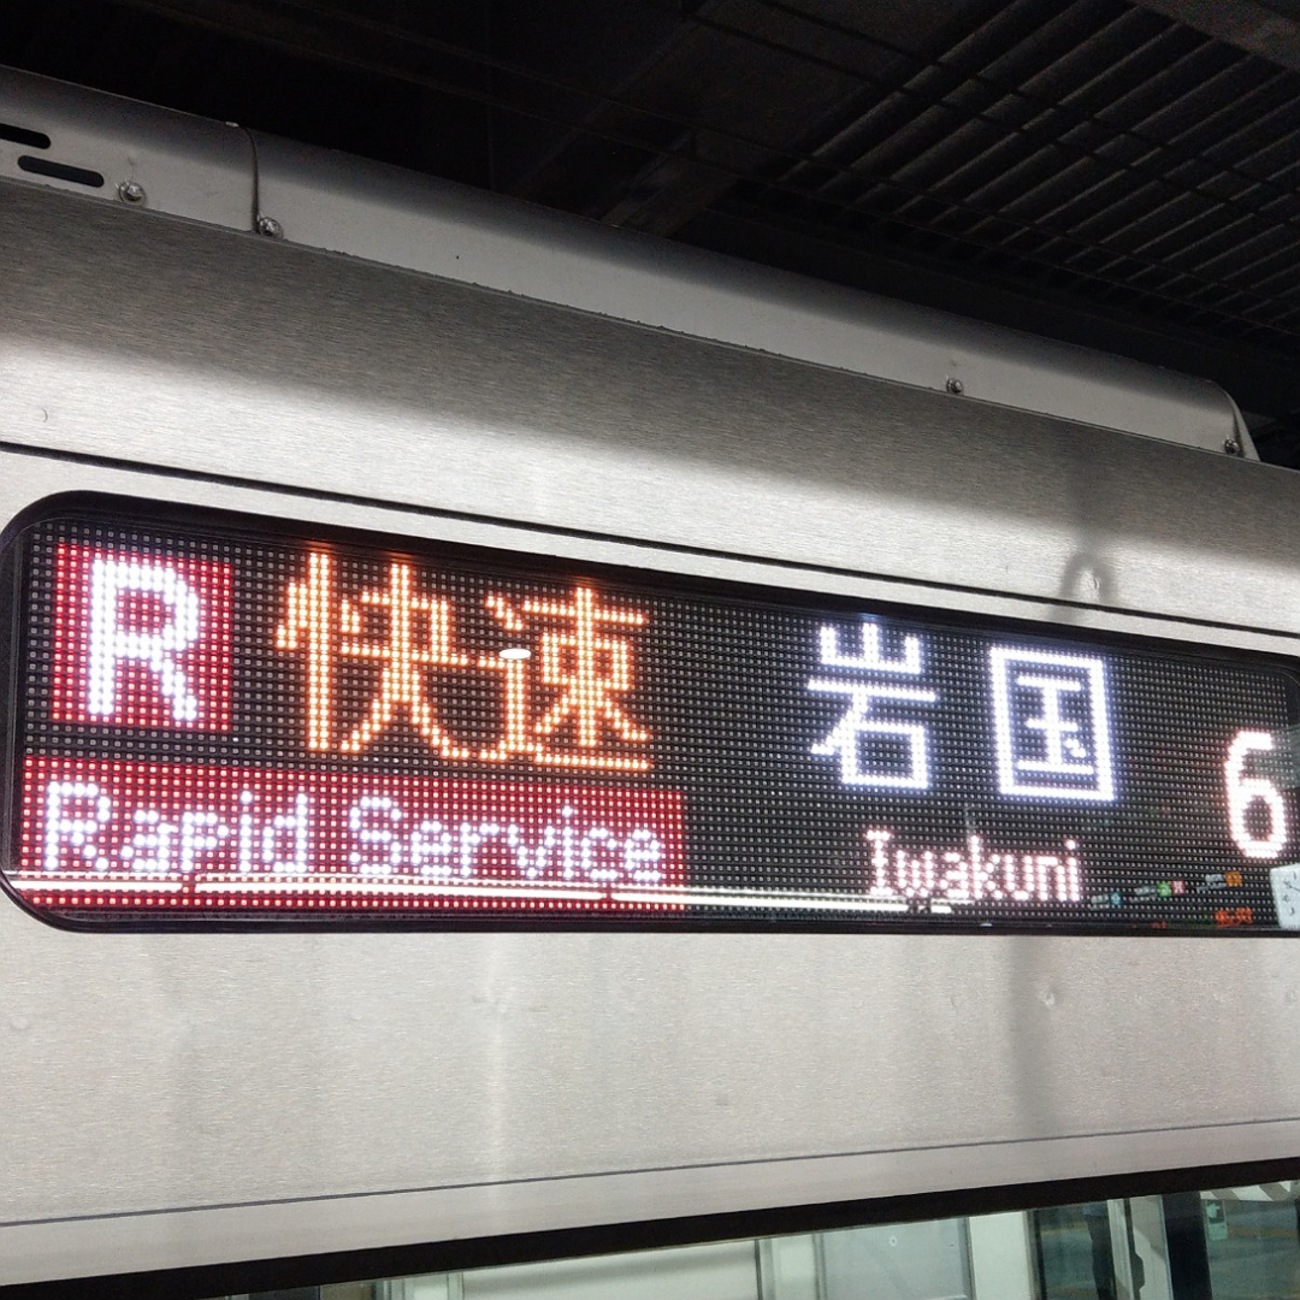 R 快速 岩国 6
Rapid Service Iwakuni